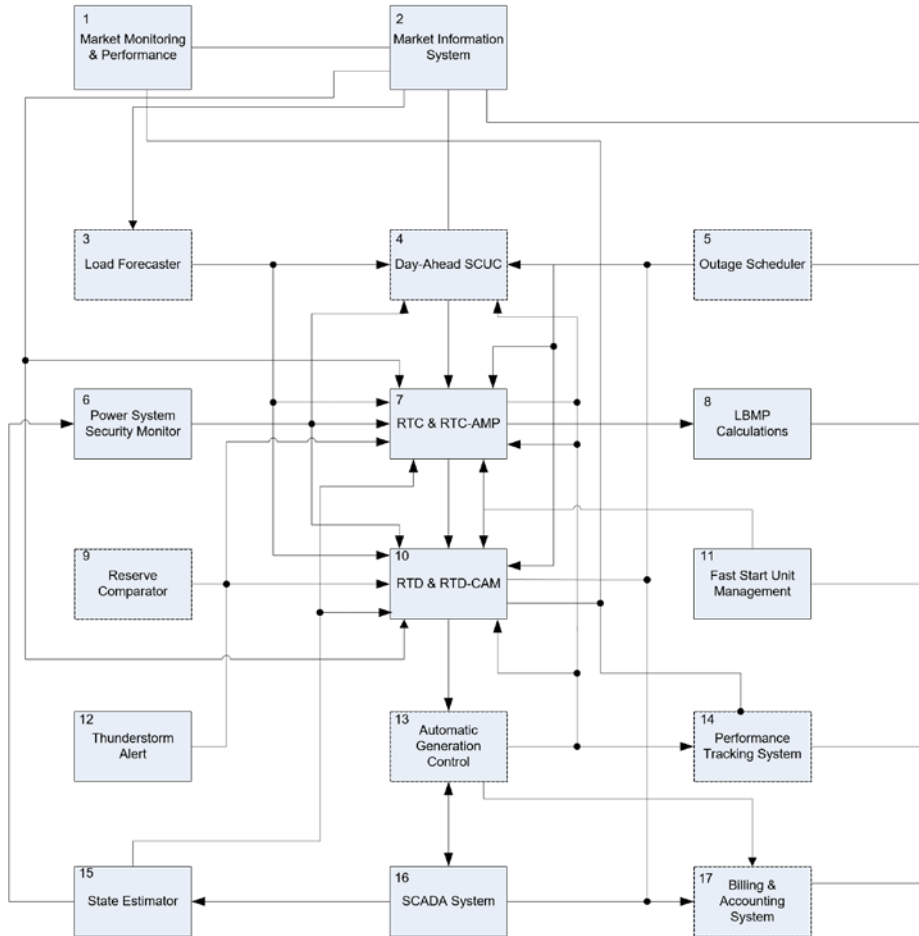 1
Market Monitoring
& Performance
2
Market Information
System
3
Load Forecaster
4
Day-Ahead SCUC
5
Outage Scheduler
6
Power System
Security Monitor
7
RTC & RTC-AMP
8
LBMP
Calculations
9
Reserve
Comparator
10
RTD & RTD-CAM
11
Fast Start Unit
Management
12
Thunderstorm
Alert
13
Automatic
Generation
Control
14
Performance
Tracking System
15
State Estimator
16
SCADA System
17
Billing &
Accounting
System